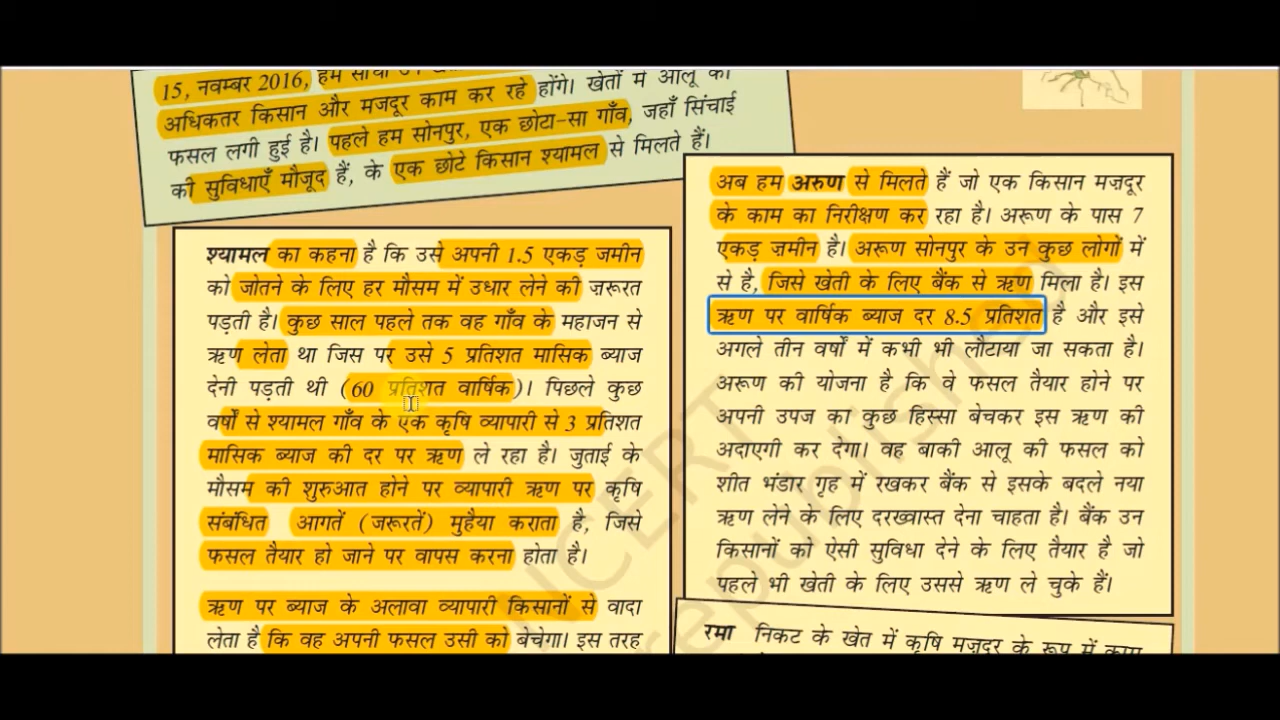 15, नवम्बर 2016, हम
अधिकतर किसान और मजदूर काम कर रहे होंगे। खेतों में आलू की
फसल लगी हुई है। पहले हम सोनपुर, एक छोटा-सा गाँव, जहाँ सिंचाई
की सुविधाएँ मौजूद हैं, के एक छोटे किसान श्यामल से मिलते हैं।
श्यामल का कहना है कि उसे अपनी 1.5 एकड़ जमीन
को जोतने के लिए हर मौसम में उधार लेने की ज़रूरत
पड़ती है। कुछ साल पहले तक वह गाँव के महाजन से
ऋण लेता था जिस पर उसे 5 प्रतिशत मासिक ब्याज
देनी पड़ती थी (60 प्रतिशत वार्षिक)। पिछले कुछ
वर्षों से श्यामल गाँव के एक कृषि व्यापारी से 3 प्रतिशत
मासिक ब्याज की दर पर ऋण ले रहा है। जुताई के
मौसम की शुरुआत होने पर व्यापारी ऋण पर कृषि
संबंधित आगतें (जरूरतें) मुहैया कराता है, जिसे
फसल तैयार हो जाने पर वापस करना होता है।
ऋण पर ब्याज के अलावा व्यापारी किसानों से वादा
लेता है कि वह अपनी फसल उसी को बेचेगा। इस तरह
अब हम अरुण से मिलते हैं जो एक किसान मज़दूर
के काम का निरीक्षण कर रहा है। अरूण के पास 7
एकड़ ज़मीन है। अरूण सोनपुर के उन कुछ लोगों में
से है, जिसे खेती के लिए बैंक से ऋण मिला है। इस
ऋण पर वार्षिक ब्याज दर 8.5 प्रतिशत है और इसे
अगले तीन वर्षों में कभी भी लौटाया जा सकता है।
अरूण की योजना है कि वे फसल तैयार होने पर
अपनी उपज का कुछ हिस्सा बेचकर इस ऋण की
अदाएगी कर देगा। वह बाकी आलू की फसल को
शीत भंडार गृह में रखकर बैंक से इसके बदले नया
ऋण लेने के लिए दरख्वास्त देना चाहता है। बैंक उन
किसानों को ऐसी सुविधा देने के लिए तैयार है जो
पहले भी खेती के लिए उससे ऋण ले चुके हैं।
रमा निकट के खेत में कृषि मज़दूर के रूप में काम
NCERT
republished